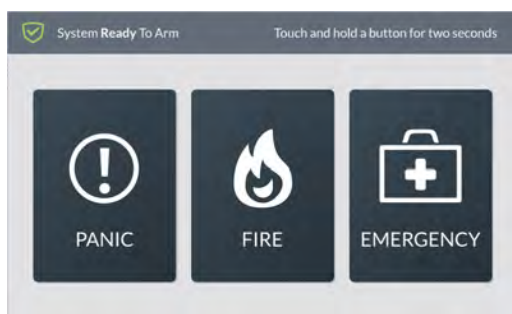 System Ready To Arm
Touch and hold a button for two seconds
PANIC
FIRE
EMERGENCY